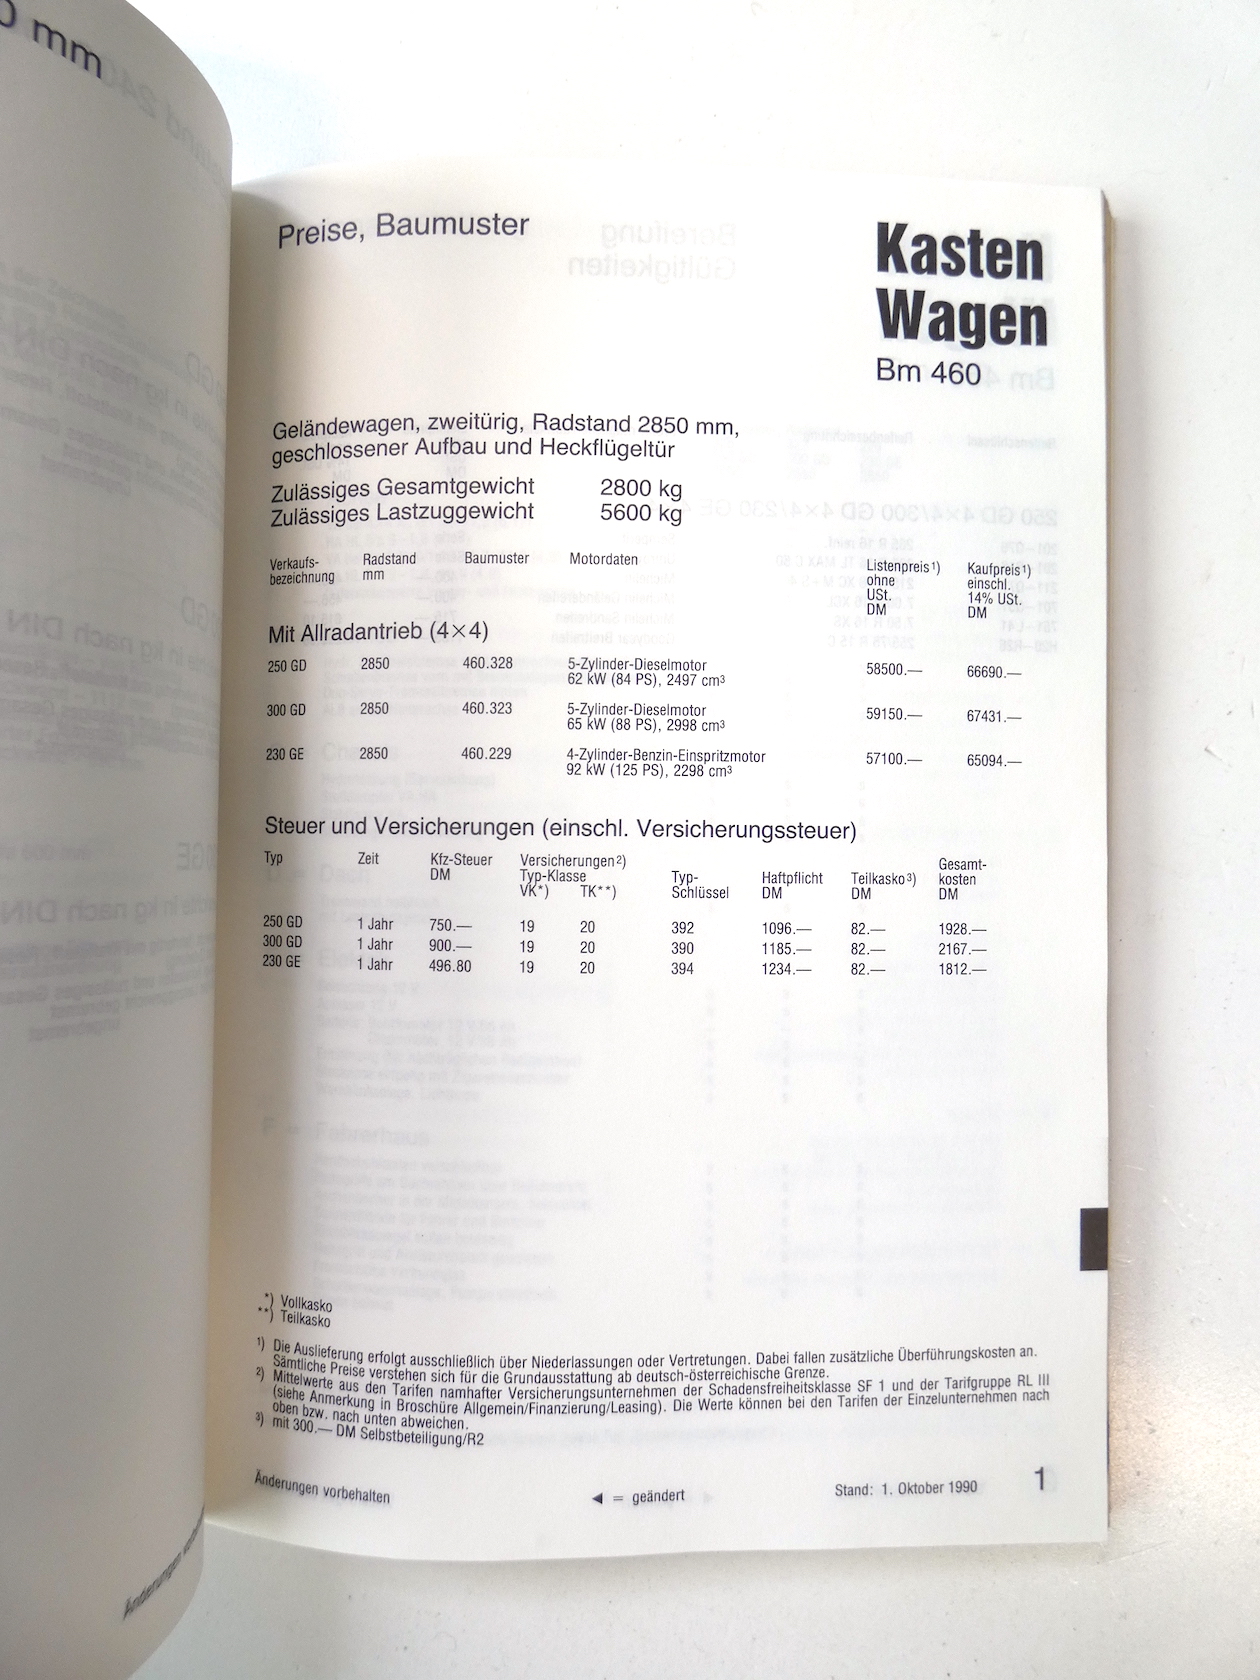 0 mm
Preise, Baumuster
Kasten
Wagen
Bm 460
Geländewagen, zweitürig, Radstand 2850 mm,
geschlossener Aufbau und Heckflügeltür
Zulässiges Gesamtgewicht 2800 kg
Zulässiges Lastzuggewicht 5600 kg
Verkaufs- Radstand Baumuster Motordaten Listenpreis¹) Kaufpreis¹)
bezeichnung mm ohne einschl.
USt. 14% USt.
DM DM
Mit Allradantrieb (4×4)
250 GD 2850 460.328 5-Zylinder-Dieselmotor 58500.— 66690.—
62 kW (84 PS), 2497 cm³
300 GD 2850 460.323 5-Zylinder-Dieselmotor 59150.— 67431.—
65 kW (88 PS), 2998 cm³
230 GE 2850 460.229 4-Zylinder-Benzin-Einspritzmotor 57100.— 65094.—
92 kW (125 PS), 2298 cm³
Steuer und Versicherungen (einschl. Versicherungssteuer)
Typ Zeit Kfz-Steuer Versicherungen²) Gesamt-
DM Typ-Klasse Typ- Haftpflicht Teilkasko³) kosten
VK*) TK**) Schlüssel DM DM DM
250 GD 1 Jahr 750.— 19 20 392 1096.— 82.— 1928.—
300 GD 1 Jahr 900.— 19 20 390 1185.— 82.— 2167.—
230 GE 1 Jahr 496.80 19 20 394 1234.— 82.— 1812.—
*) Vollkasko
**) Teilkasko
¹) Die Auslieferung erfolgt ausschließlich über Niederlassungen oder Vertretungen. Dabei fallen zusätzliche Überführungskosten an.
Sämtliche Preise verstehen sich für die Grundausstattung ab deutsch-österreichische Grenze.
²) Mittelwerte aus den Tarifen namhafter Versicherungsunternehmen der Schadensfreiheitsklasse SF 1 und der Tarifgruppe RL III
(siehe Anmerkung in Broschüre Allgemein/Finanzierung/Leasing). Die Werte können bei den Tarifen der Einzelunternehmen nach
oben bzw. nach unten abweichen.
³) mit 300.— DM Selbstbeteiligung/R2
Änderungen vorbehalten ◄ = geändert Stand: 1. Oktober 1990 1